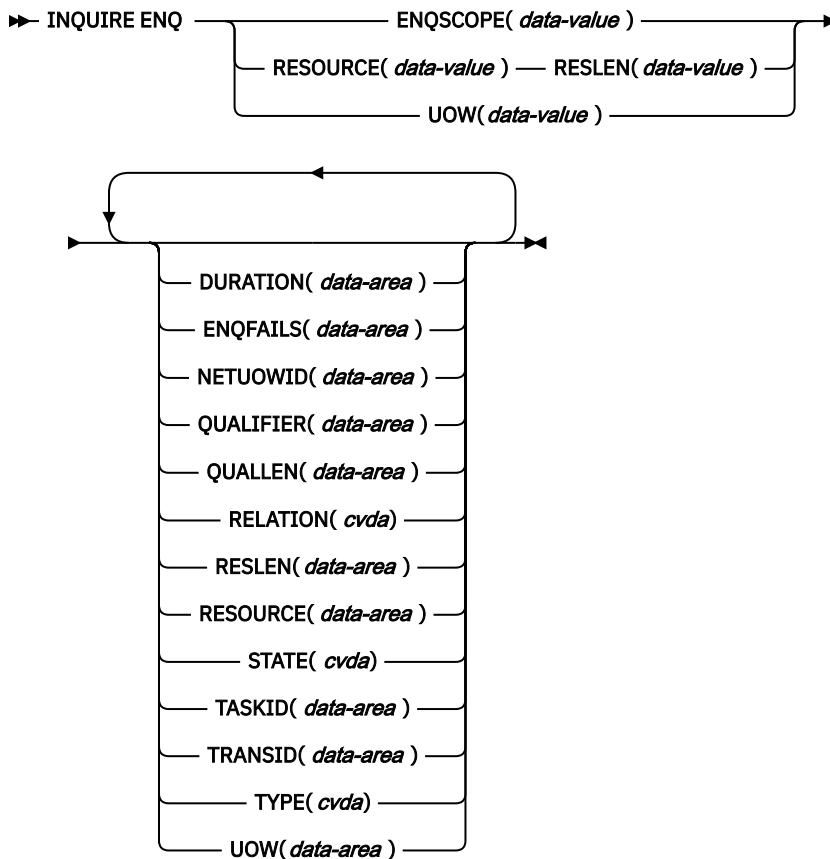 INQUIRE ENQ ENQSCOPE( data-value )
RESOURCE( data-value ) RESLEN( data-value )
UOW( data-value )
DURATION( data-area )
ENQFAILS( data-area )
NETUOWID( data-area )
QUALIFIER( data-area )
QUALLEN( data-area )
RELATION( cvda)
RESLEN( data-area )
RESOURCE( data-area )
STATE( cvda)
TASKID( data-area )
TRANSID( data-area )
TYPE( cvda)
UOW( data-area )